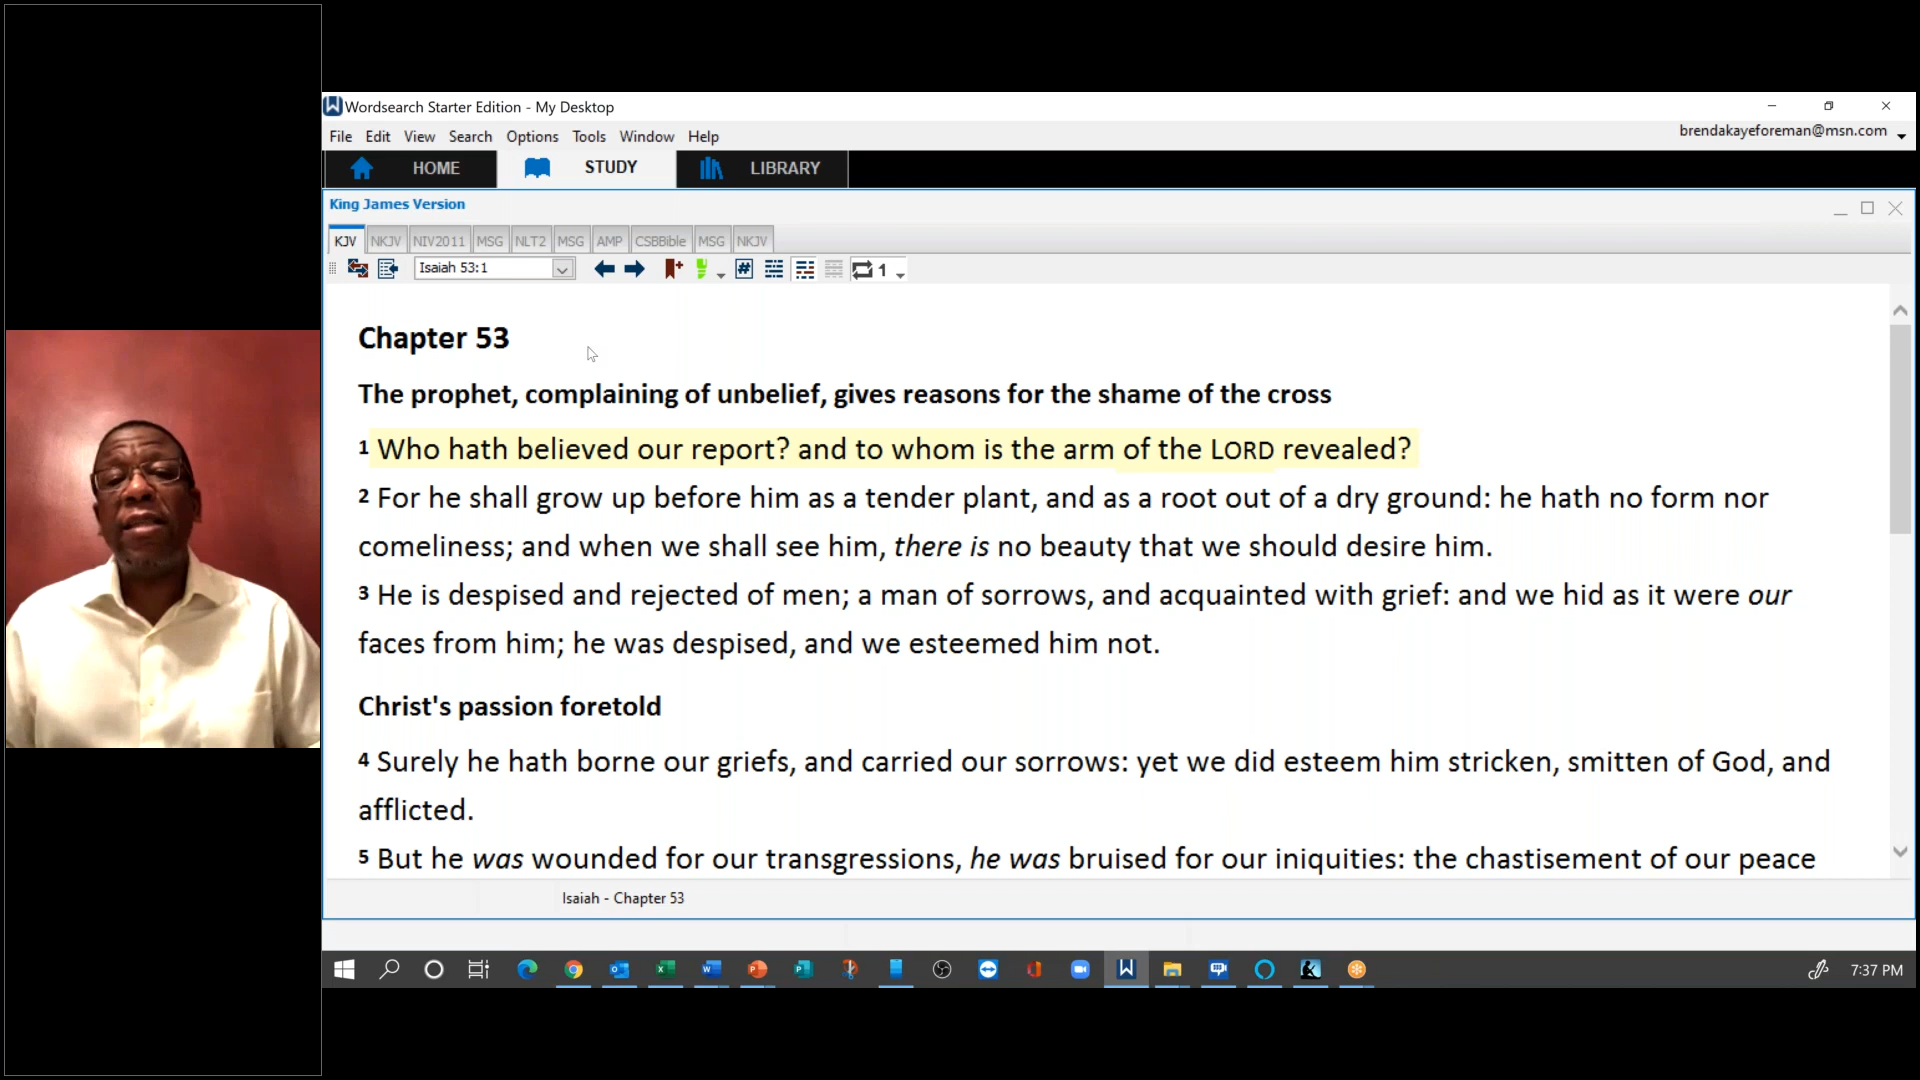 Wordsearch Starter Edition - My Desktop
File Edit View Search Options Tools Window Help
brendakayeforeman@msn.com
HOME STUDY LIBRARY
King James Version
KJV NKJV NIV2011 MSG NLT2 MSG AMP CSBBible MSG NKJV
Isaiah 53:1
# 1
Chapter 53
The prophet, complaining of unbelief, gives reasons for the shame of the cross
1 Who hath believed our report? and to whom is the arm of the LORD revealed?
2 For he shall grow up before him as a tender plant, and as a root out of a dry ground: he hath no form nor
comeliness; and when we shall see him, there is no beauty that we should desire him.
3 He is despised and rejected of men; a man of sorrows, and acquainted with grief: and we hid as it were our
faces from him; he was despised, and we esteemed him not.
Christ's passion foretold
4 Surely he hath borne our griefs, and carried our sorrows: yet we did esteem him stricken, smitten of God, and
afflicted.
5 But he was wounded for our transgressions, he was bruised for our iniquities: the chastisement of our peace
Isaiah - Chapter 53
7:37 PM